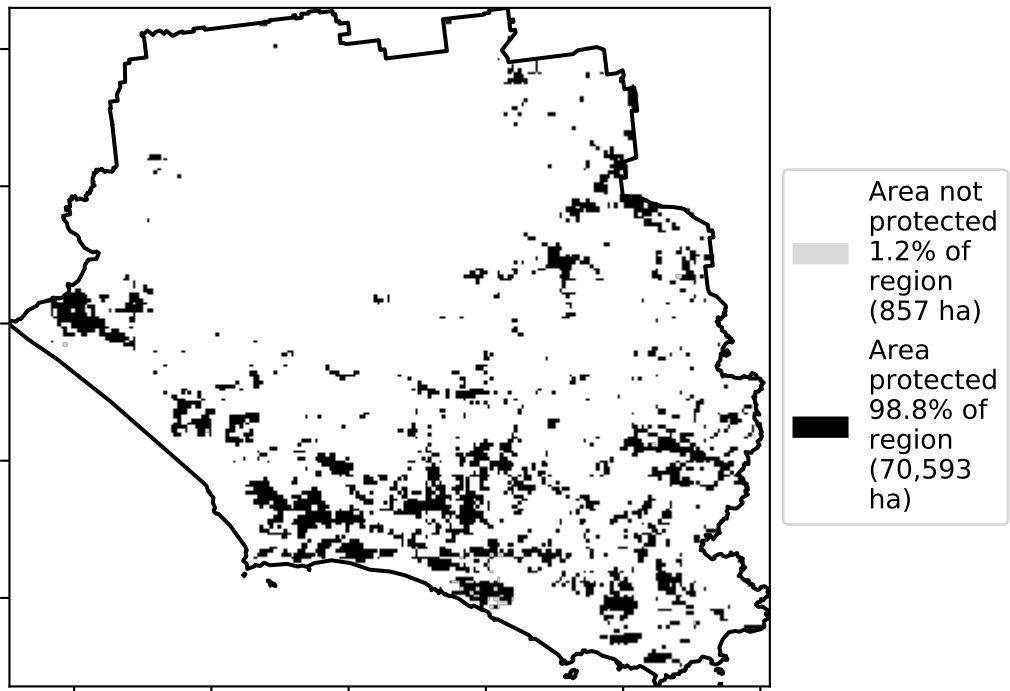 Area not
protected
1.2% of
region
(857 ha)
Area
protected
98.8% of
region
(70,593
ha)